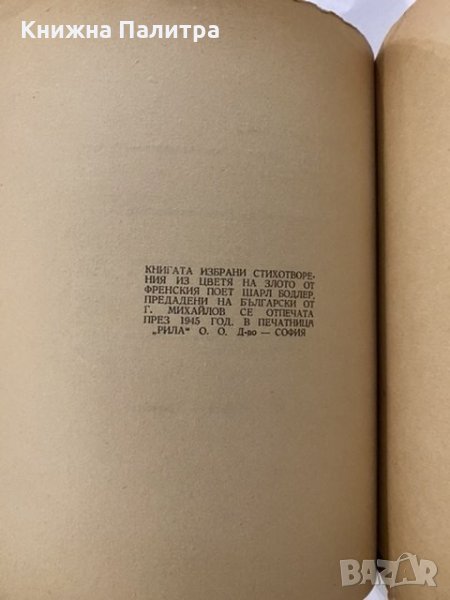 Книжна Палитра
КНИГАТА ИЗБРАНИ СТИХОТВОРЕ-
НИЯ ИЗ ЦВЕТЯ НА ЗЛОТО ОТ
ФРЕНСКИЯ ПОЕТ ШАРЛ БОДЛЕР,
ПРЕДАДЕНИ НА БЪЛГАРСКИ ОТ
Г. МИХАЙЛОВ СЕ ОТПЕЧАТА
ПРЕЗ 1945 ГОД. В ПЕЧАТНИЦА
„РИЛА“ О. О. Д-во — СОФИЯ
BAZAR